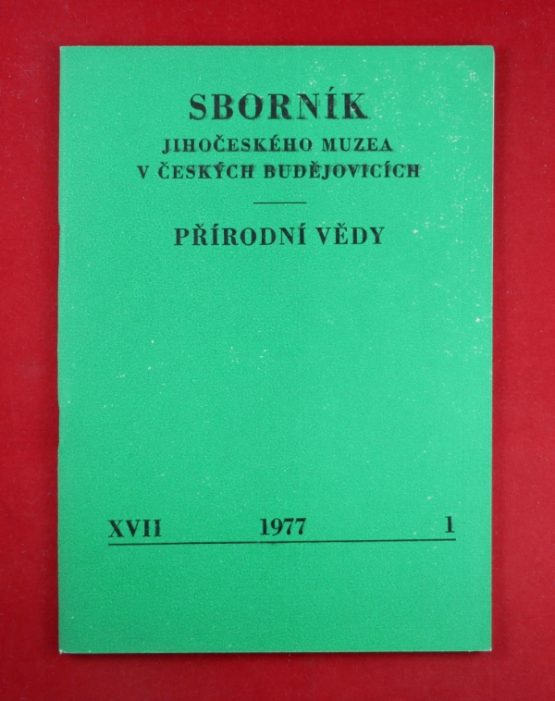 SBORNÍK
JIHOČESKÉHO MUZEA
V ČESKÝCH BUDĚJOVICÍCH
PŘÍRODNÍ VĚDY
XVII 1977 1